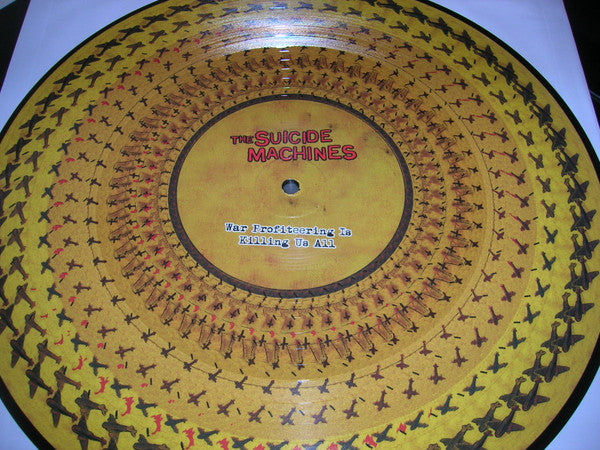 THE SUICIDE
MACHINES
War Profiteering Is
Killing Us All